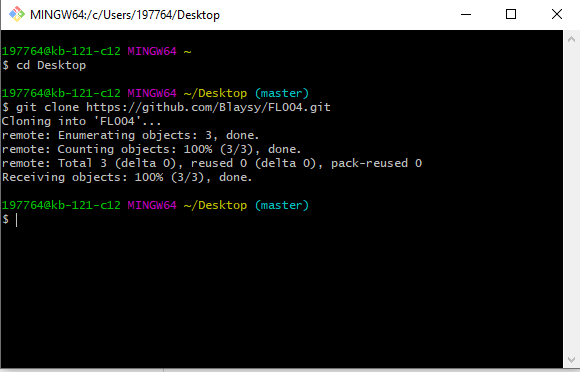 MINGW64:/c/Users/197764/Desktop
197764@kb-121-c12 MINGW64 ~
$ cd Desktop
197764@kb-121-c12 MINGW64 ~/Desktop (master)
$ git clone https://github.com/Blaysy/FLOO4.git
Cloning into 'FLOO4'...
remote: Enumerating objects: 3, done.
remote: Counting objects: 100% (3/3), done.
remote: Total 3 (delta 0), reused 0 (delta 0), pack-reused 0
Receiving objects: 100% (3/3), done.
197764@kb-121-c12 MINGW64 ~/Desktop (master)
$